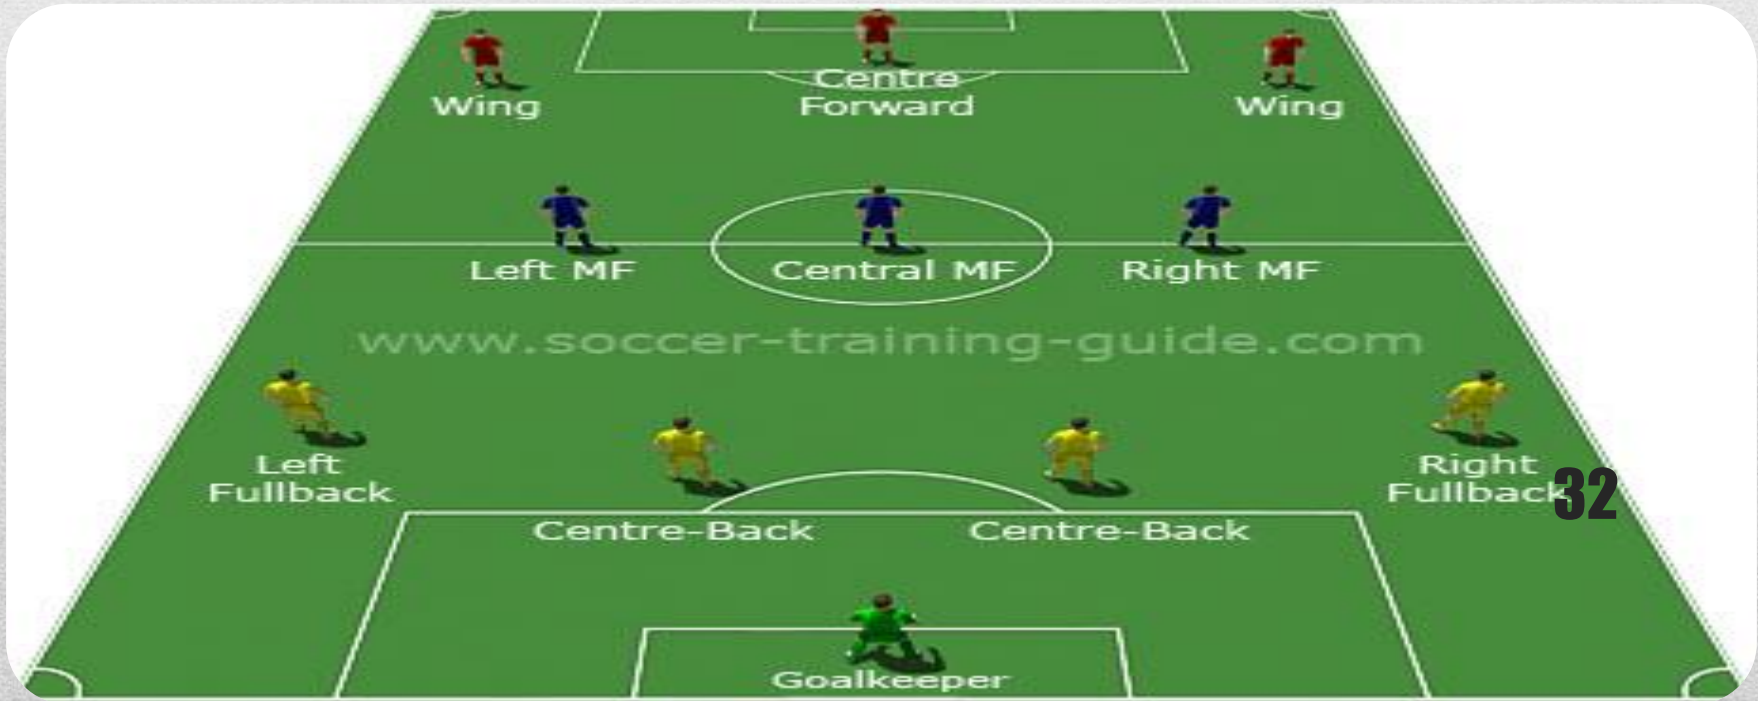 Wing
Centre
Forward
Wing
Left MF
Central MF
Right MF
www.soccer-training-guide.com
Left
Fullback
Right
Fullback
32
Centre-Back
Centre-Back
Goalkeeper